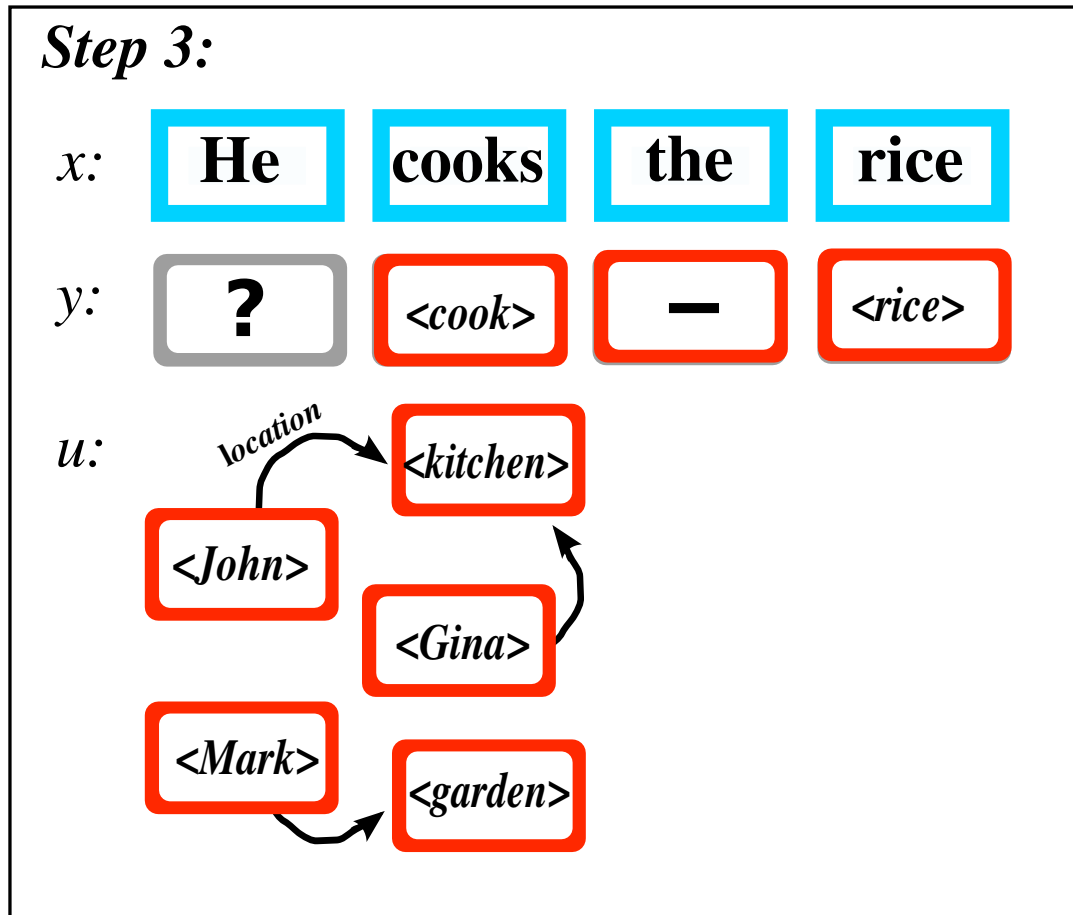 Step 3:
x: He cooks the rice
y: ? <cook> – <rice>
u: location <kitchen>
<John>
<Gina>
<Mark>
<garden>